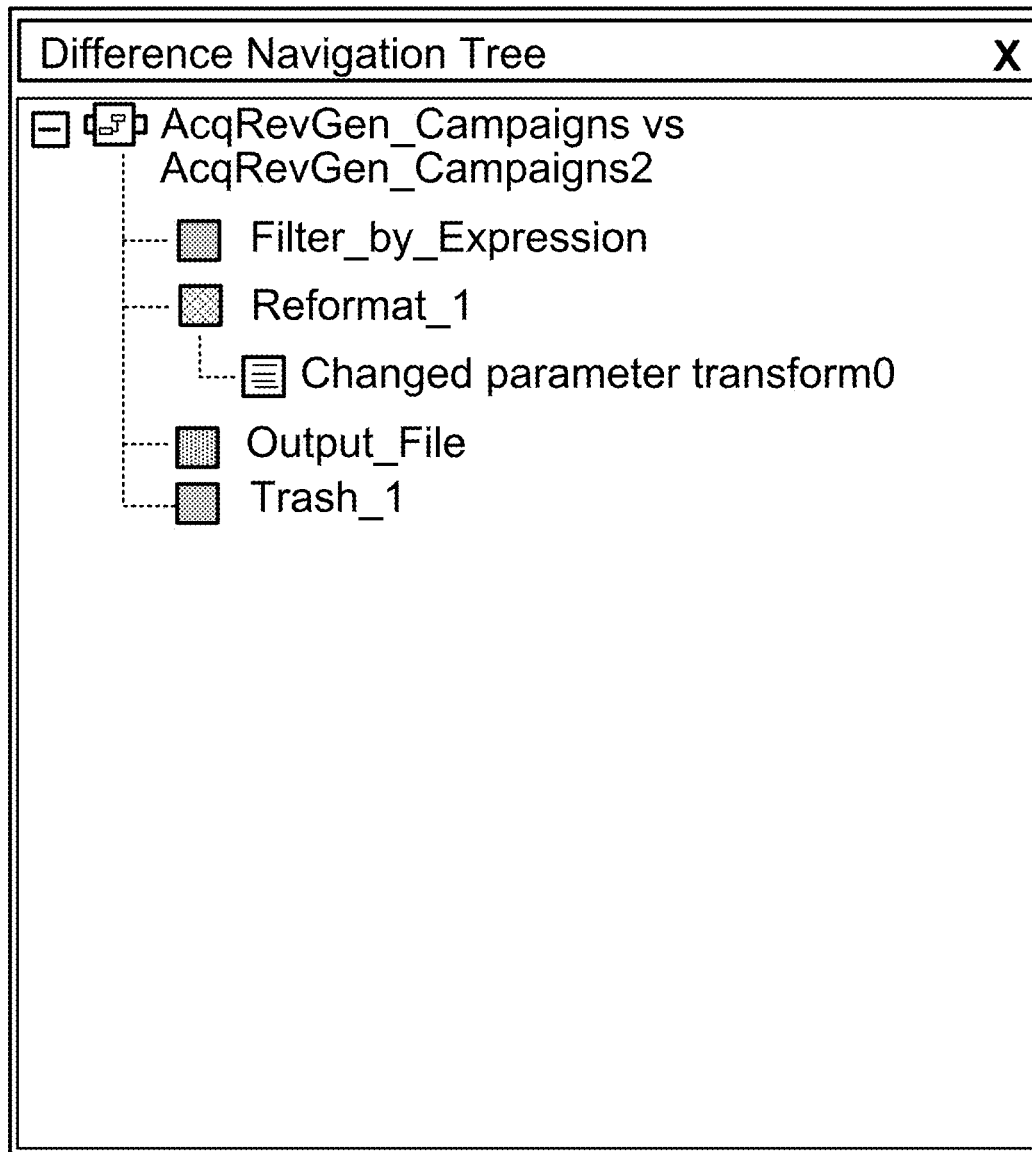 Difference Navigation Tree X
AcqRevGen_Campaigns vs
AcqRevGen_Campaigns2
Filter_by_Expression
Reformat_1
Changed parameter transform0
Output_File
Trash_1